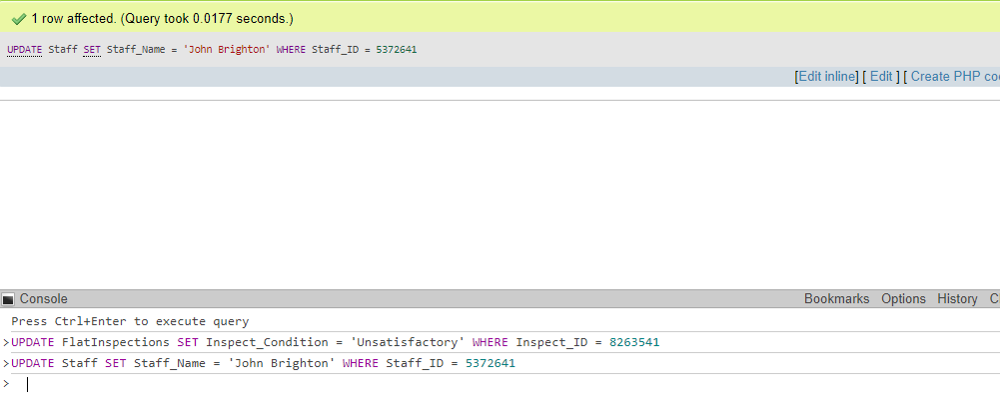 1 row affected. (Query took 0.0177 seconds.)
UPDATE Staff SET Staff_Name = 'John Brighton' WHERE Staff_ID = 5372641
[Edit inline] [ Edit ] [ Create PHP co
Console Bookmarks Options History C
Press Ctrl+Enter to execute query
>UPDATE FlatInspections SET Inspect_Condition = 'Unsatisfactory' WHERE Inspect_ID = 8263541
>UPDATE Staff SET Staff_Name = 'John Brighton' WHERE Staff_ID = 5372641
>